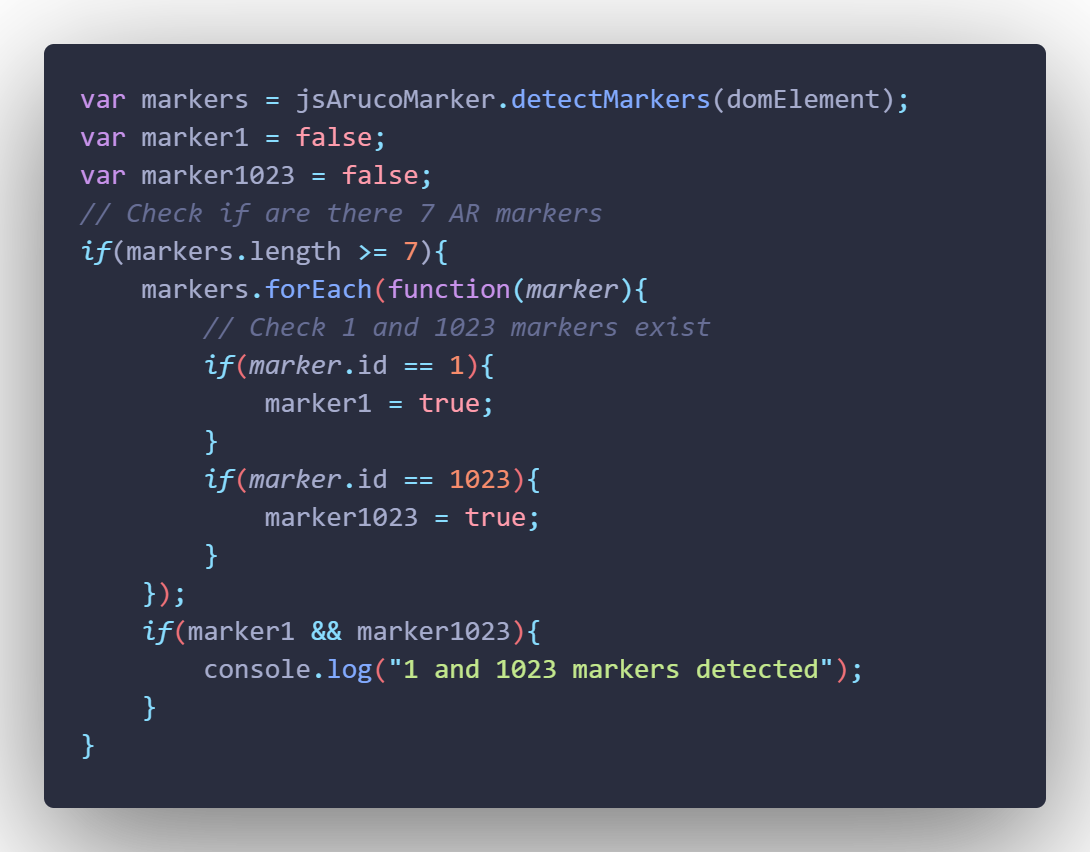 var markers = jsArucoMarker.detectMarkers(domElement);
var marker1 = false;
var marker1023 = false;
// Check if are there 7 AR markers
if(markers.length >= 7){
    markers.forEach(function(marker){
        // Check 1 and 1023 markers exist
        if(marker.id == 1){
            marker1 = true;
        }
        if(marker.id == 1023){
            marker1023 = true;
        }
    });
    if(marker1 && marker1023){
        console.log("1 and 1023 markers detected");
    }
}